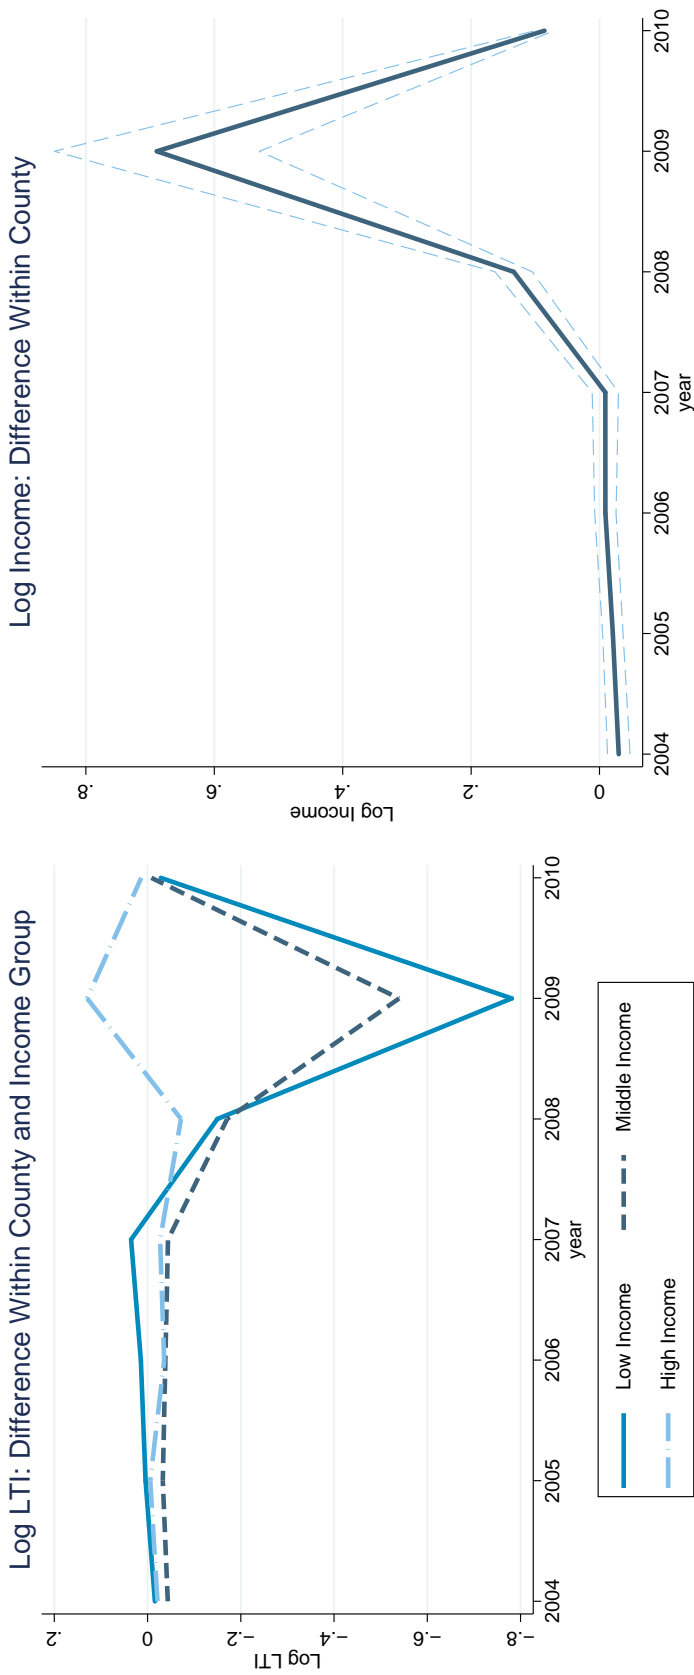 Log LTI: Difference Within County and Income Group
.2
0
-.2
-.4
-.6
-.8
Log LTI
2004 2005 2006 2007 2008 2009 2010
year
Low Income Middle Income
High Income
Log Income: Difference Within County
.8
.6
.4
.2
0
Log Income
2004 2005 2006 2007 2008 2009 2010
year